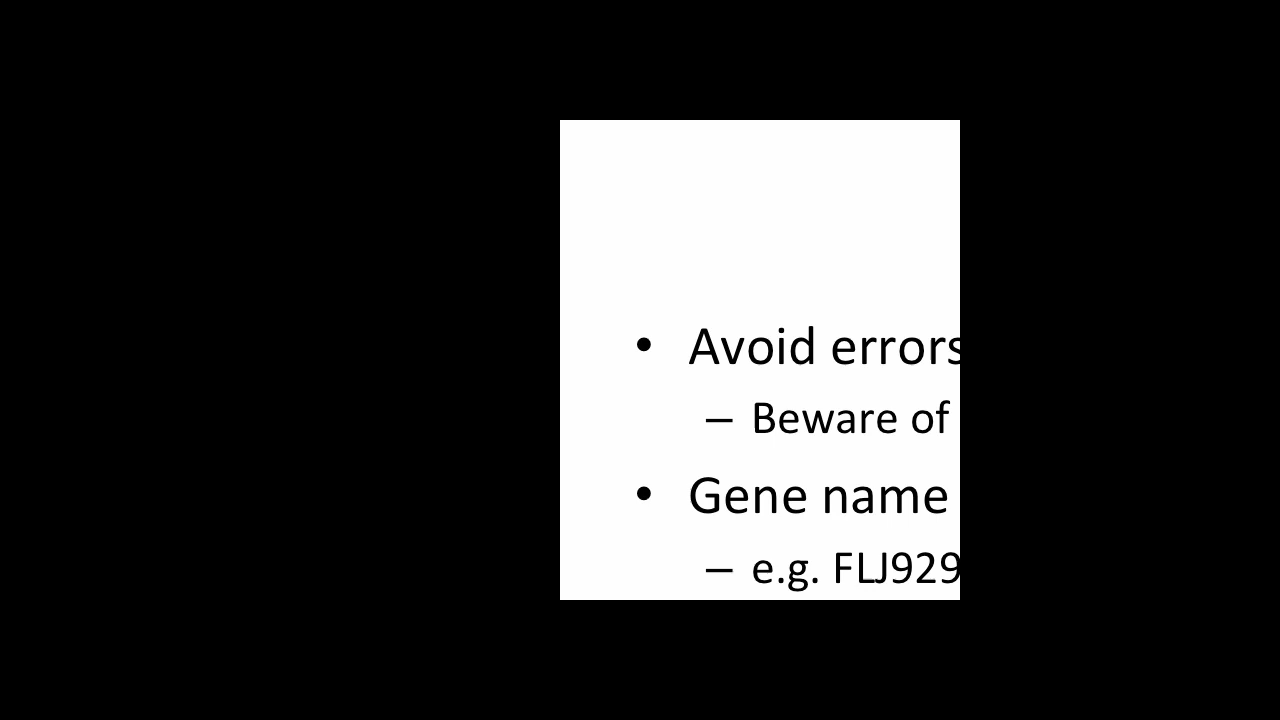 • Avoid errors
– Beware of
• Gene name
– e.g. FLJ929